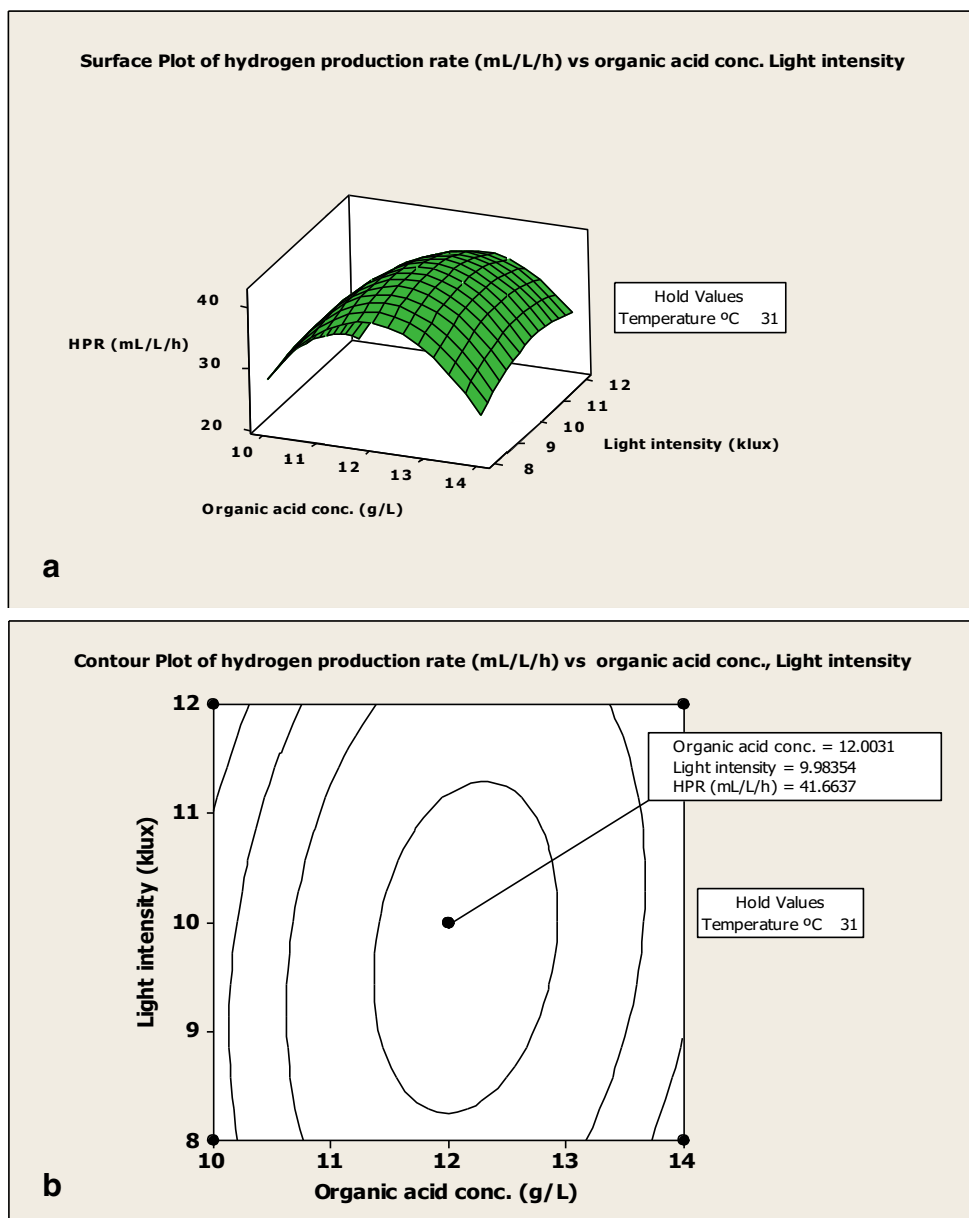 Surface Plot of hydrogen production rate (mL/L/h) vs organic acid conc. Light intensity
40
HPR (mL/L/h)
30
20
10
11
12
13
14
Organic acid conc. (g/L)
8
9
10
11
12
Light intensity (klux)
Hold Values
Temperature ºC 31
a
Contour Plot of hydrogen production rate (mL/L/h) vs organic acid conc., Light intensity
12
11
10
9
8
Light intensity (klux)
10
11
12
13
14
Organic acid conc. (g/L)
Organic acid conc. = 12.0031
Light intensity = 9.98354
HPR (mL/L/h) = 41.6637
Hold Values
Temperature ºC 31
b